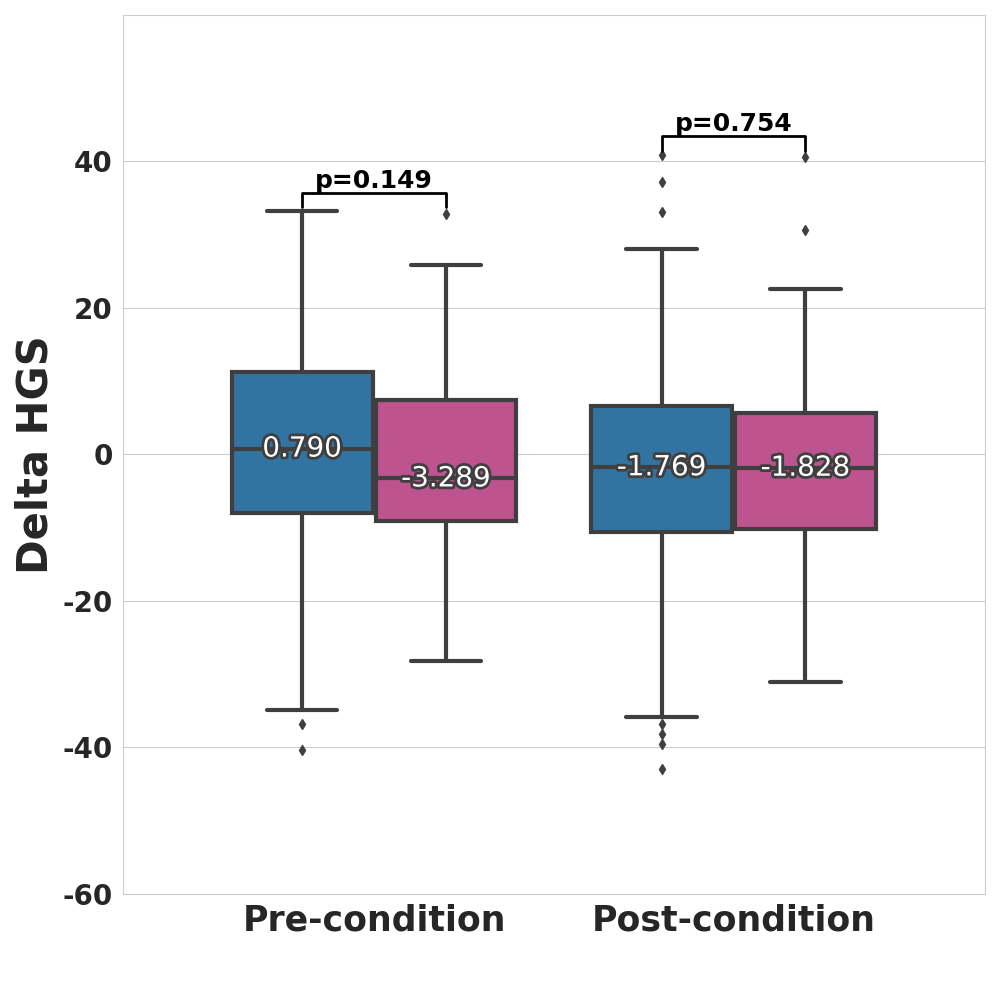 p=0.754
p=0.149
40
20
0
-20
-40
-60
Delta HGS
0.790
-3.289
-1.769
-1.828
Pre-condition
Post-condition